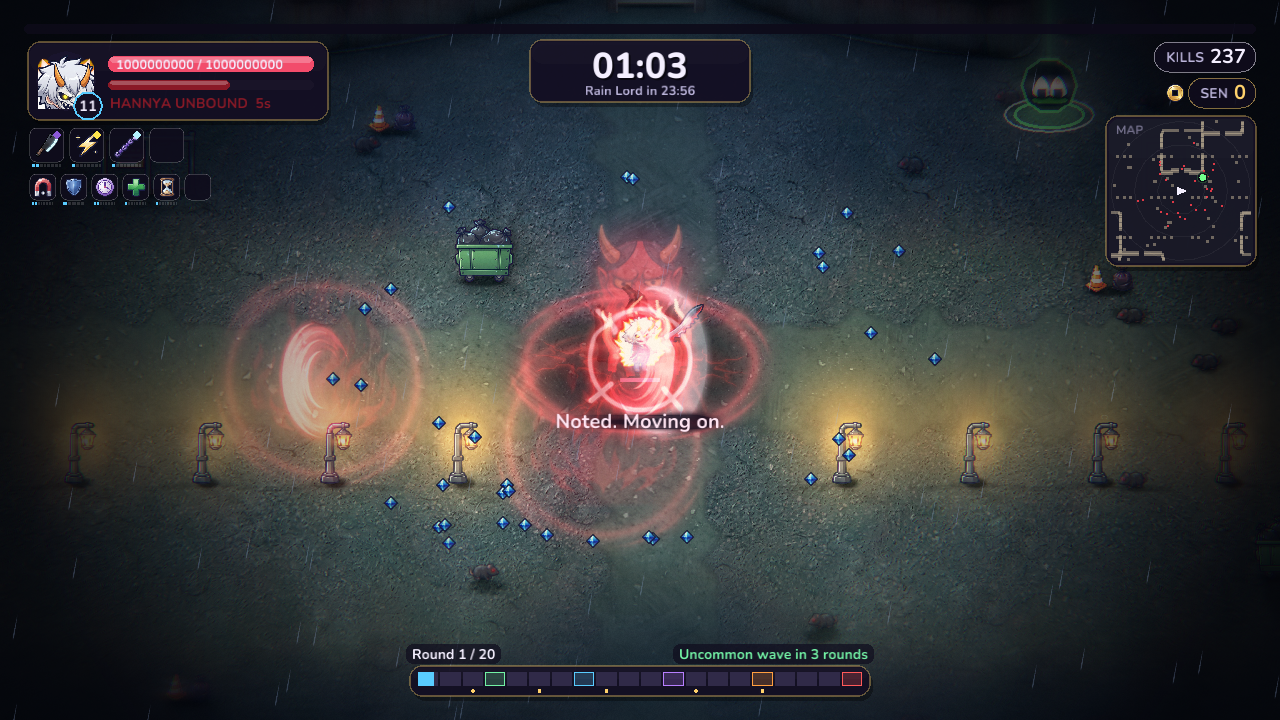 1000000000 / 1000000000
11
HANNYA UNBOUND 5s
01:03
Rain Lord in 23:56
KILLS 237
SEN 0
MAP
Noted. Moving on.
Round 1 / 20
Uncommon wave in 3 rounds